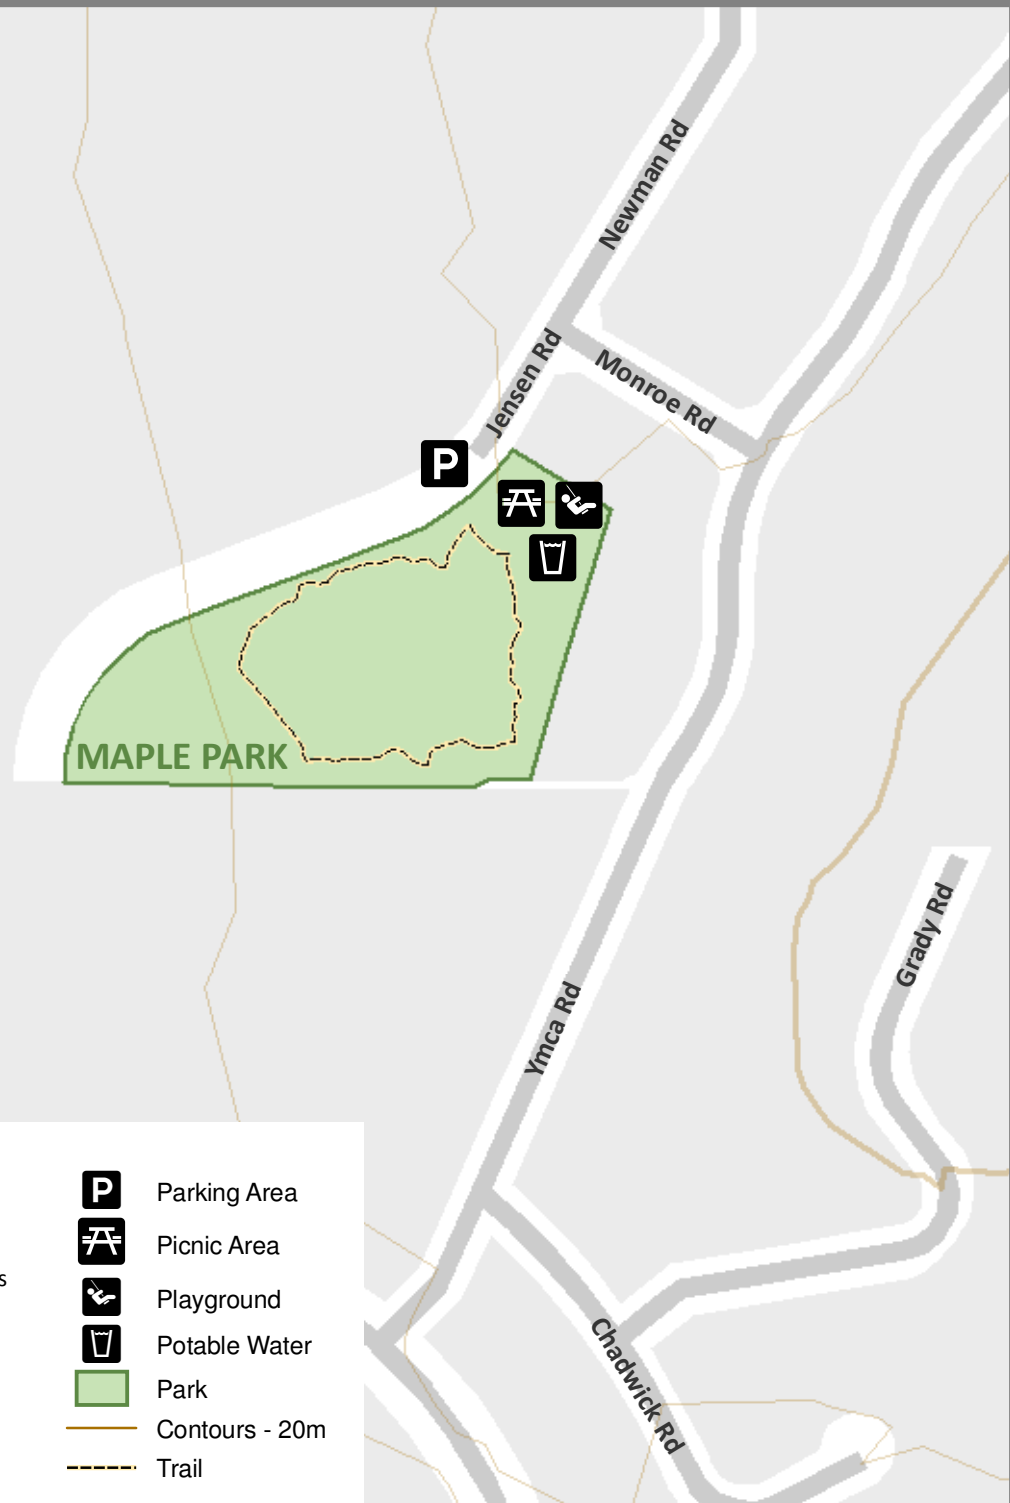 Newman Rd
Jensen Rd
Monroe Rd
P
MAPLE PARK
Grady Rd
Ymca Rd
Chadwick Rd
s
P Parking Area
Picnic Area
Playground
Potable Water
Park
Contours - 20m
Trail